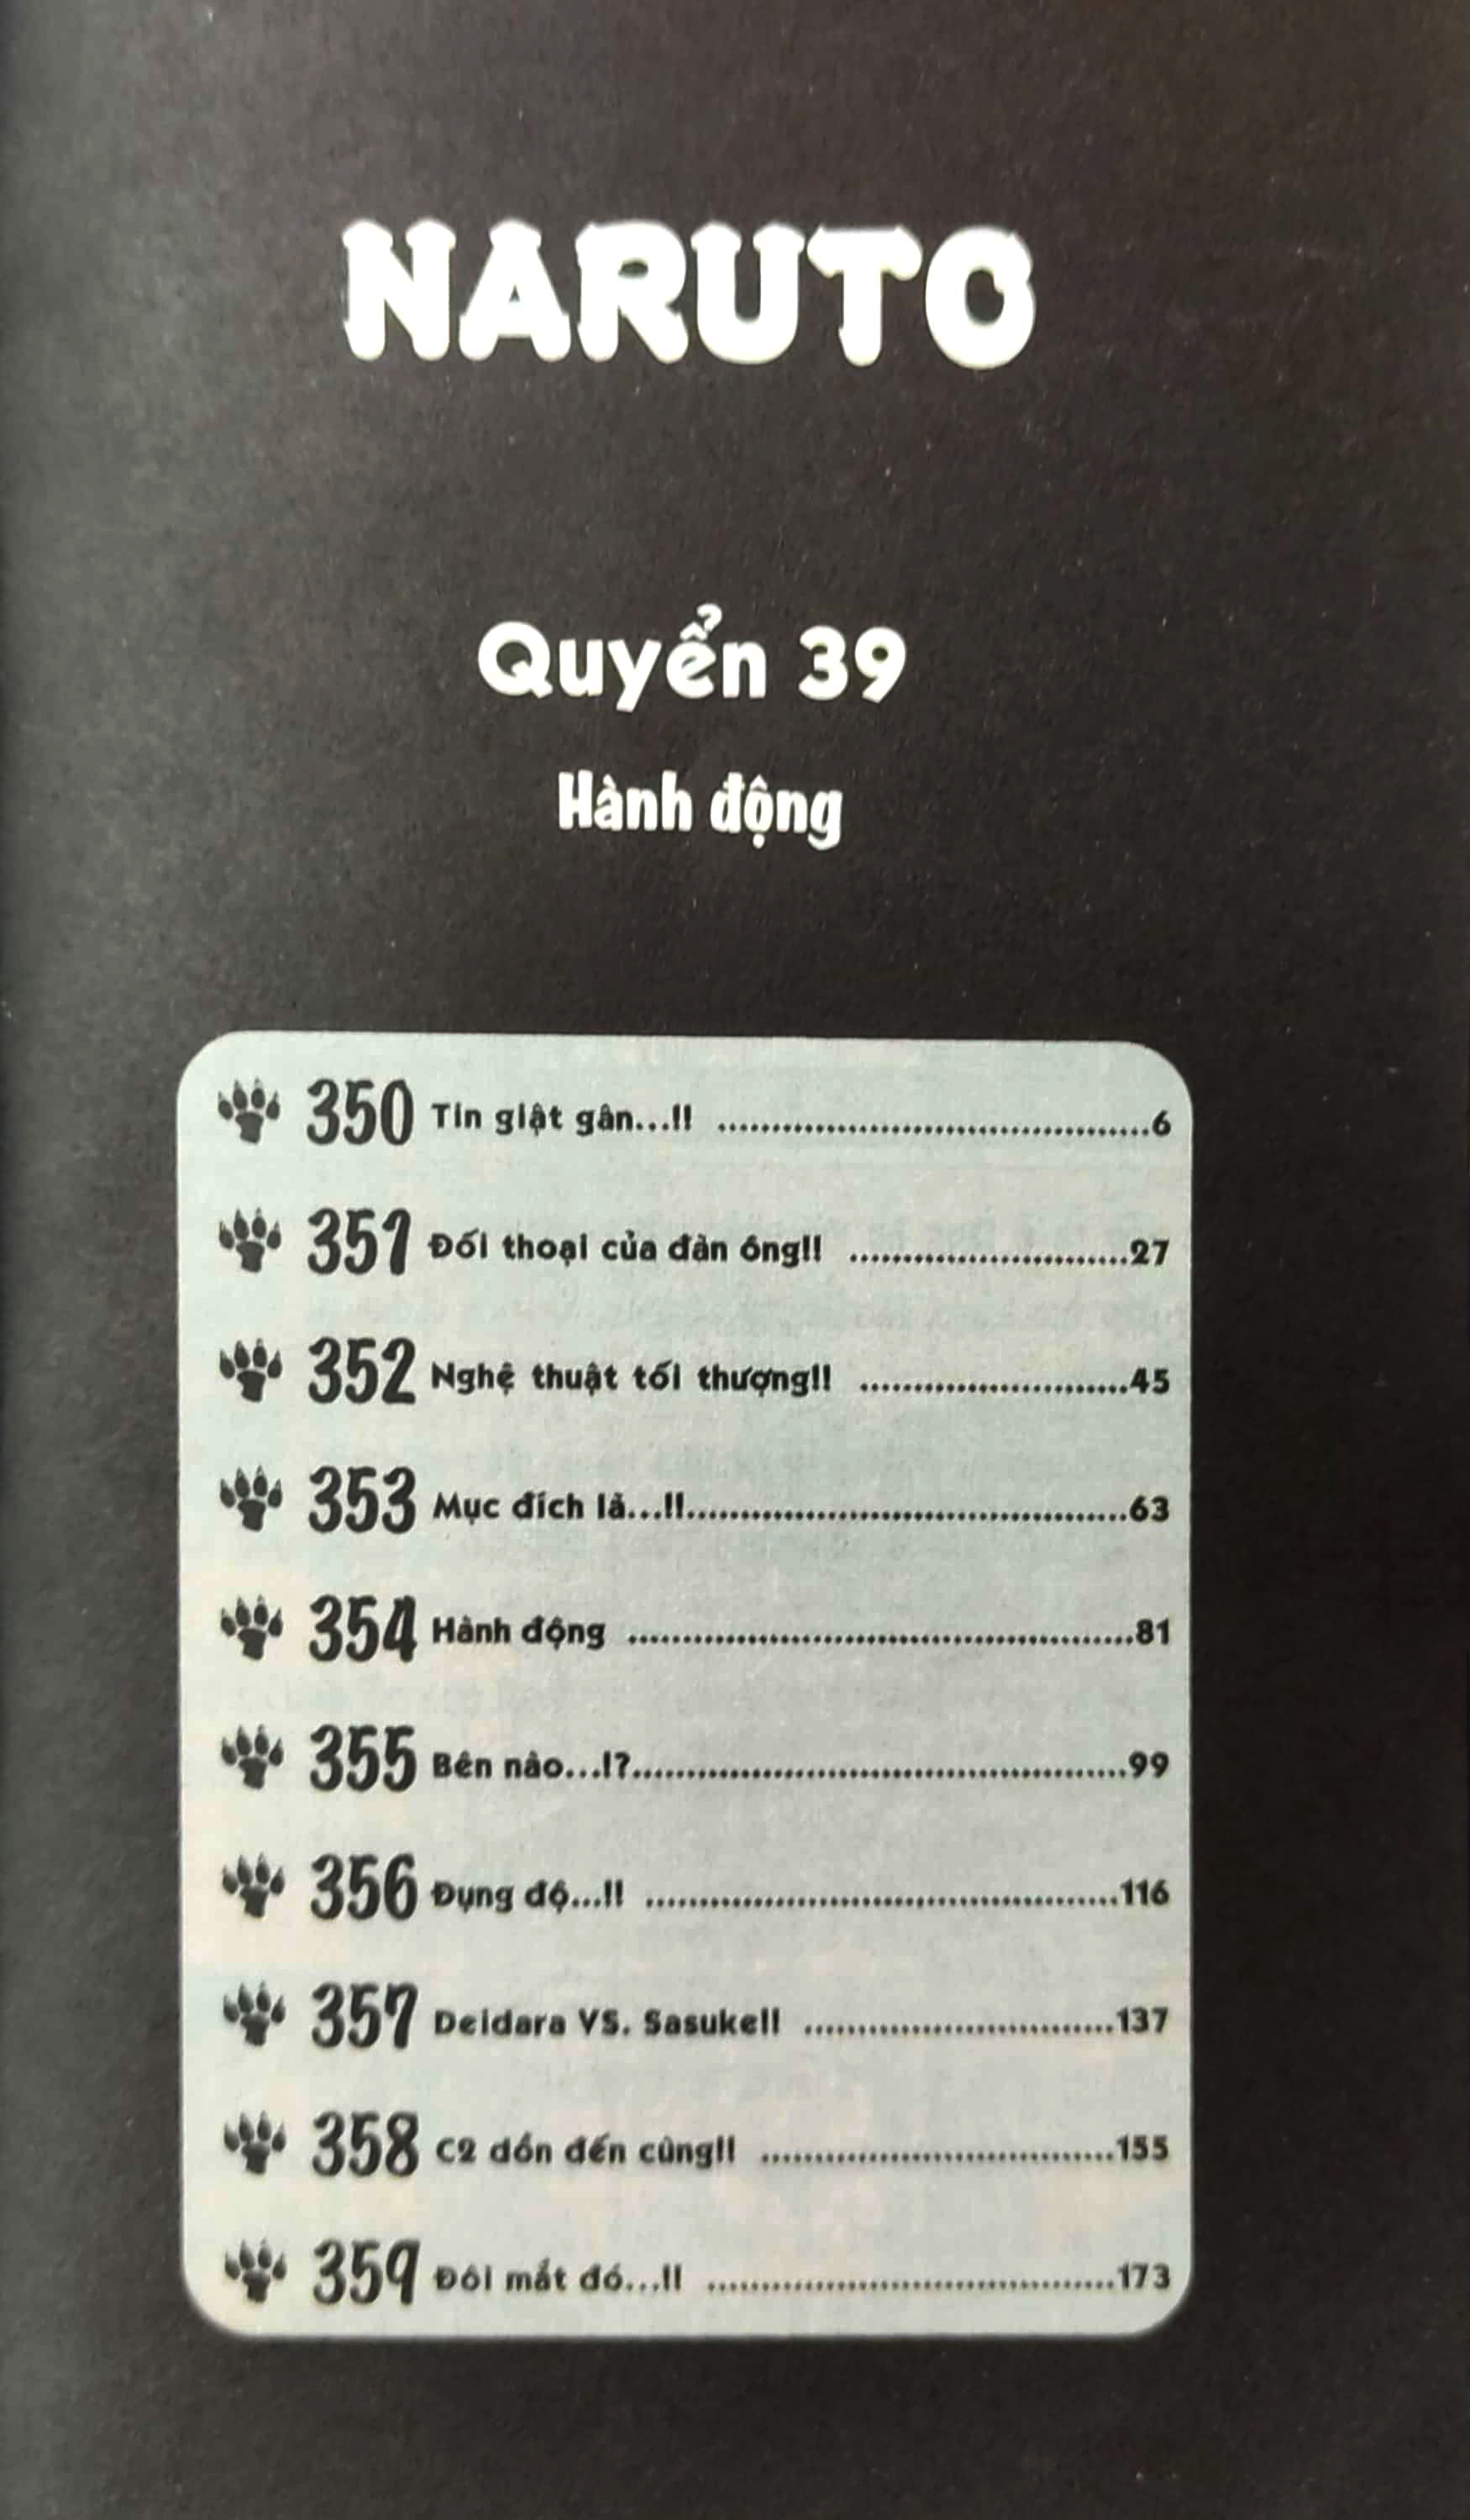 NARUTO
Quyển 39
Hành động
350 Tin giật gân...!! ........................................6
351 Đối thoại của đàn ông!! ..........................27
352 Nghệ thuật tối thượng!! .........................45
353 Mục đích là...!!.........................................63
354 Hành động ...............................................81
355 Bên nào...!?..............................................99
356 Đụng độ...!! ............................................116
357 Deidara VS. Sasuke!! .............................137
358 C2 dồn đến cùng!! .................................155
359 Đôi mắt đó...!! ......................................173